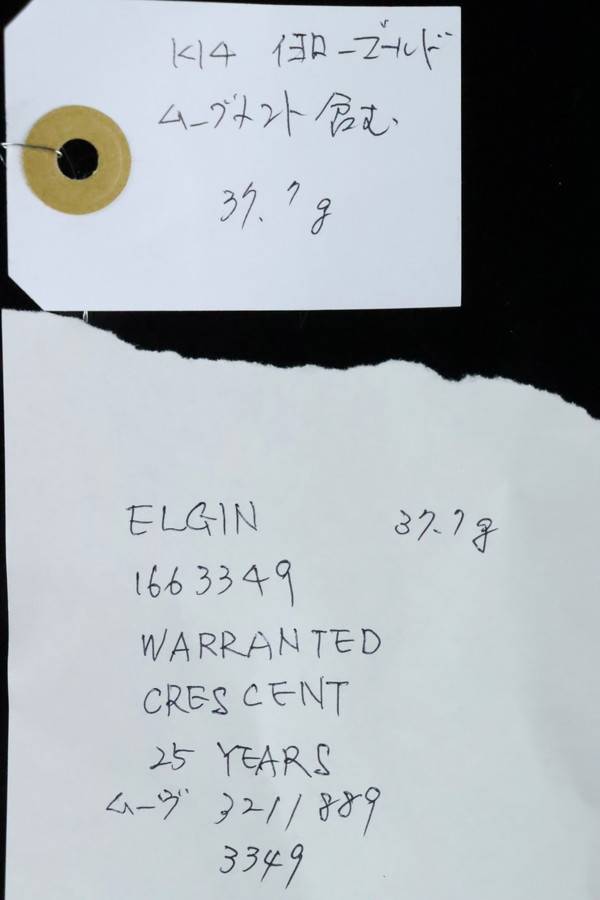 K14 イエローゴールド
ムーブメント含む
37.7g
ELGIN 37.7g
1663349
WARRANTED
CRESCENT
25 YEARS
ムーヴ 3211889
3349